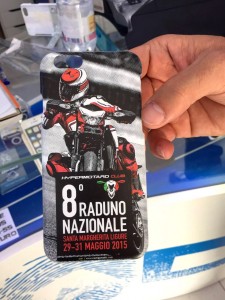 HYPERMOTARD CLUB
8° RADUNO
NAZIONALE
SANTA MARGHERITA LIGURE
29-31 MAGGIO 2015